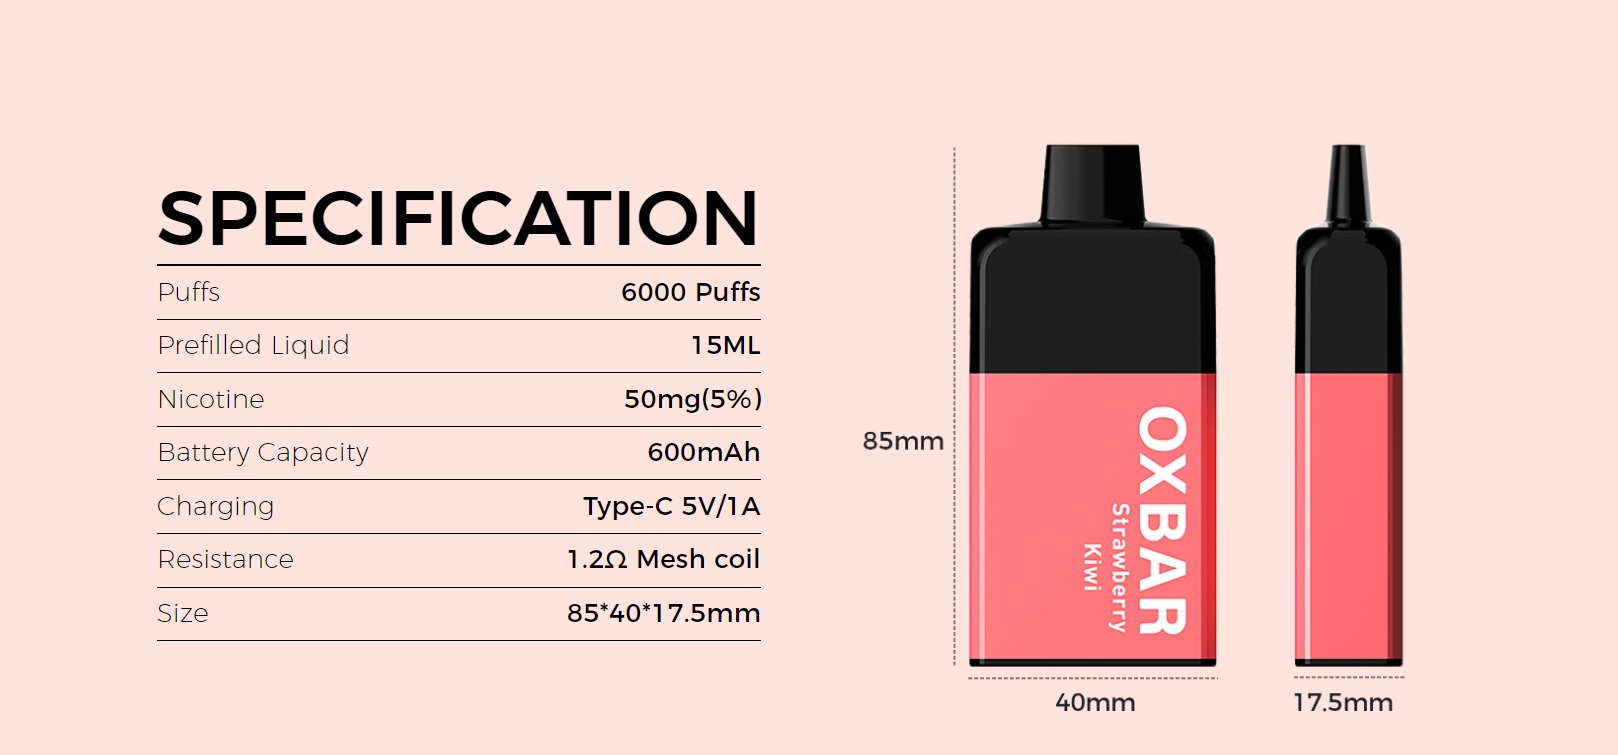 SPECIFICATION
Puffs 6000 Puffs
Prefilled Liquid 15ML
Nicotine 50mg(5%)
Battery Capacity 600mAh
Charging Type-C 5V/1A
Resistance 1.2Ω Mesh coil
Size 85*40*17.5mm
85mm
OXBAR
Strawberry
Kiwi
40mm
17.5mm